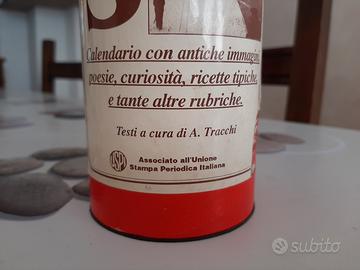 Calendario con antiche immagini,
poesie, curiosità, ricette tipiche,
e tante altre rubriche.
Testi a cura di A. Tracchi
USPI
Associato all'Unione
Stampa Periodica Italiana
subito